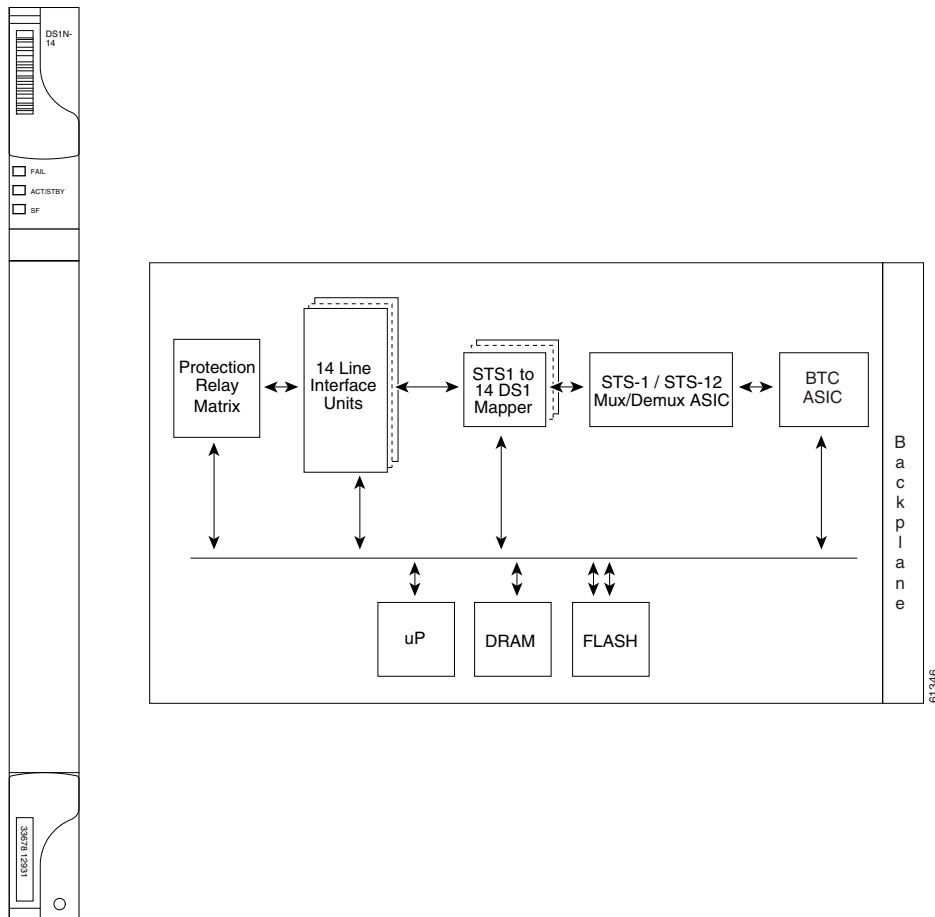 DS1N-
14
FAIL
ACT/STBY
SF
33678 12931
Protection
Relay
Matrix
14 Line
Interface
Units
STS1 to
14 DS1
Mapper
STS-1 / STS-12
Mux/Demux ASIC
BTC
ASIC
uP
DRAM
FLASH
Backplane
61346